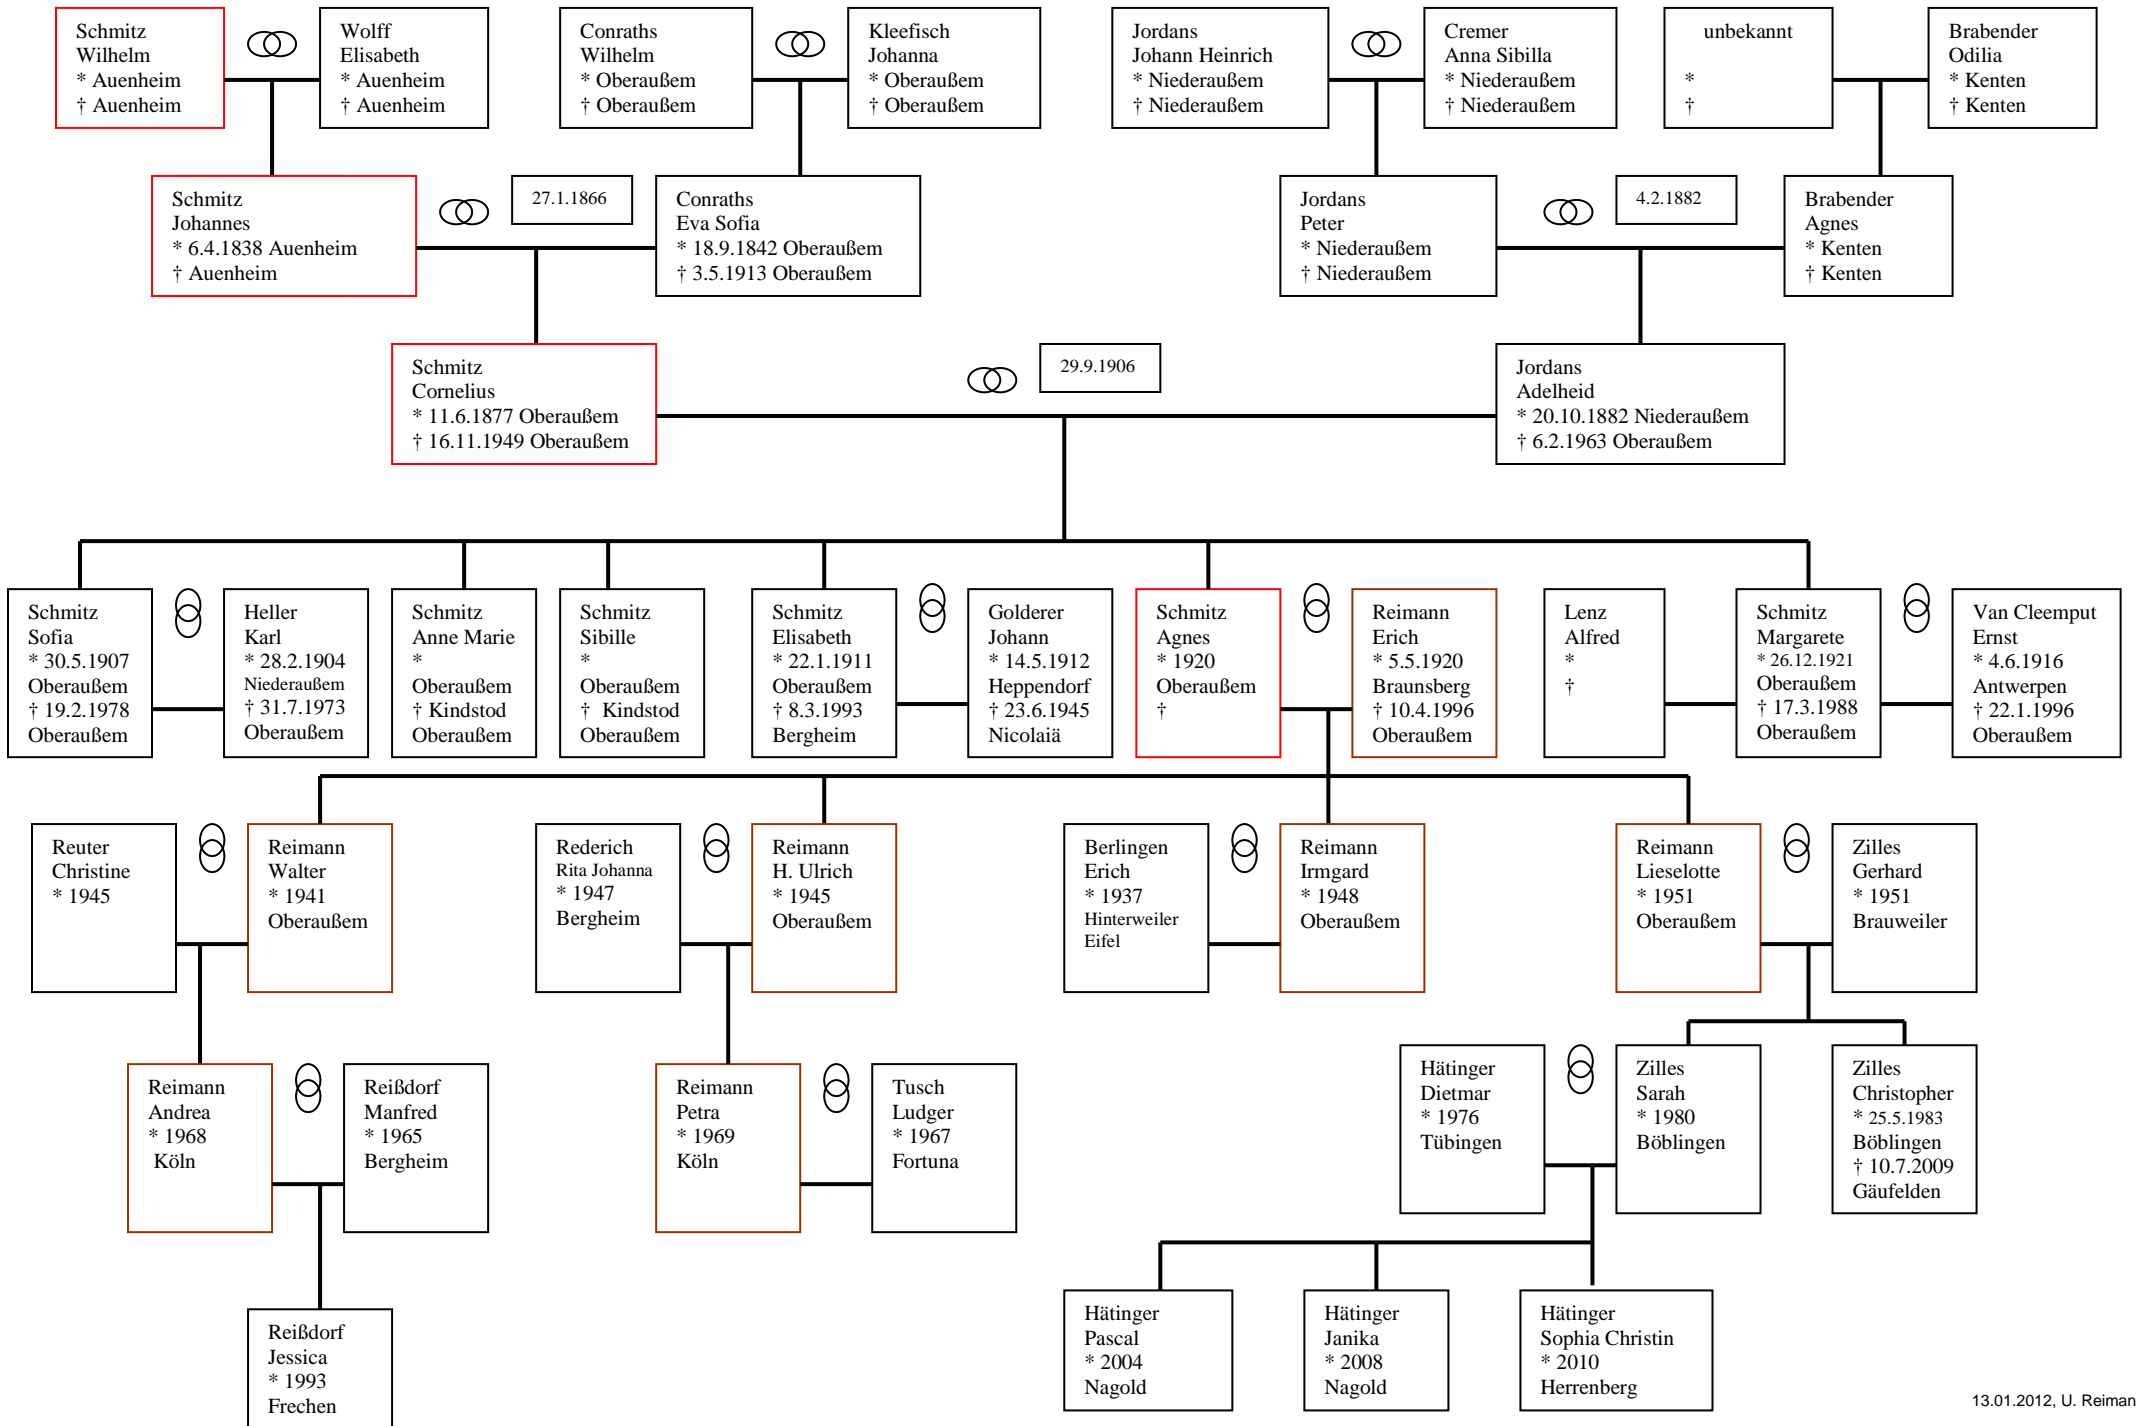 Schmitz
Wilhelm
* Auenheim
† Auenheim
Wolff
Elisabeth
* Auenheim
† Auenheim
Conraths
Wilhelm
* Oberaußem
† Oberaußem
Kleefisch
Johanna
* Oberaußem
† Oberaußem
Jordans
Johann Heinrich
* Niederaußem
† Niederaußem
Cremer
Anna Sibilla
* Niederaußem
† Niederaußem
unbekannt
*
†
Brabender
Odilia
* Kenten
† Kenten
Schmitz
Johannes
* 6.4.1838 Auenheim
† Auenheim
27.1.1866
Conraths
Eva Sofia
* 18.9.1842 Oberaußem
† 3.5.1913 Oberaußem
Jordans
Peter
* Niederaußem
† Niederaußem
4.2.1882
Brabender
Agnes
* Kenten
† Kenten
Schmitz
Cornelius
* 11.6.1877 Oberaußem
† 16.11.1949 Oberaußem
29.9.1906
Jordans
Adelheid
* 20.10.1882 Niederaußem
† 6.2.1963 Oberaußem
Schmitz
Sofia
* 30.5.1907
Oberaußem
† 19.2.1978
Oberaußem
Heller
Karl
* 28.2.1904
Niederaußem
† 31.7.1973
Oberaußem
Schmitz
Anne Marie
*
Oberaußem
† Kindstod
Oberaußem
Schmitz
Sibille
*
Oberaußem
† Kindstod
Oberaußem
Schmitz
Elisabeth
* 22.1.1911
Oberaußem
† 8.3.1993
Bergheim
Golderer
Johann
* 14.5.1912
Heppendorf
† 23.6.1945
Nicolaiä
Schmitz
Agnes
* 1920
Oberaußem
†
Reimann
Erich
* 5.5.1920
Braunsberg
† 10.4.1996
Oberaußem
Lenz
Alfred
*
†
Schmitz
Margarete
* 26.12.1921
Oberaußem
† 17.3.1988
Oberaußem
Van Cleemput
Ernst
* 4.6.1916
Antwerpen
† 22.1.1996
Oberaußem
Reuter
Christine
* 1945
Reimann
Walter
* 1941
Oberaußem
Rederich
Rita Johanna
* 1947
Bergheim
Reimann
H. Ulrich
* 1945
Oberaußem
Berlingen
Erich
* 1937
Hinterweiler
Eifel
Reimann
Irmgard
* 1948
Oberaußem
Reimann
Lieselotte
* 1951
Oberaußem
Zilles
Gerhard
* 1951
Brauweiler
Reimann
Andrea
* 1968
Köln
Reißdorf
Manfred
* 1965
Bergheim
Reimann
Petra
* 1969
Köln
Tusch
Ludger
* 1967
Fortuna
Hätinger
Dietmar
* 1976
Tübingen
Zilles
Sarah
* 1980
Böblingen
Zilles
Christopher
* 25.5.1983
Böblingen
† 10.7.2009
Gäufelden
Reißdorf
Jessica
* 1993
Frechen
Hätinger
Pascal
* 2004
Nagold
Hätinger
Janika
* 2008
Nagold
Hätinger
Sophia Christin
* 2010
Herrenberg
13.01.2012, U. Reiman